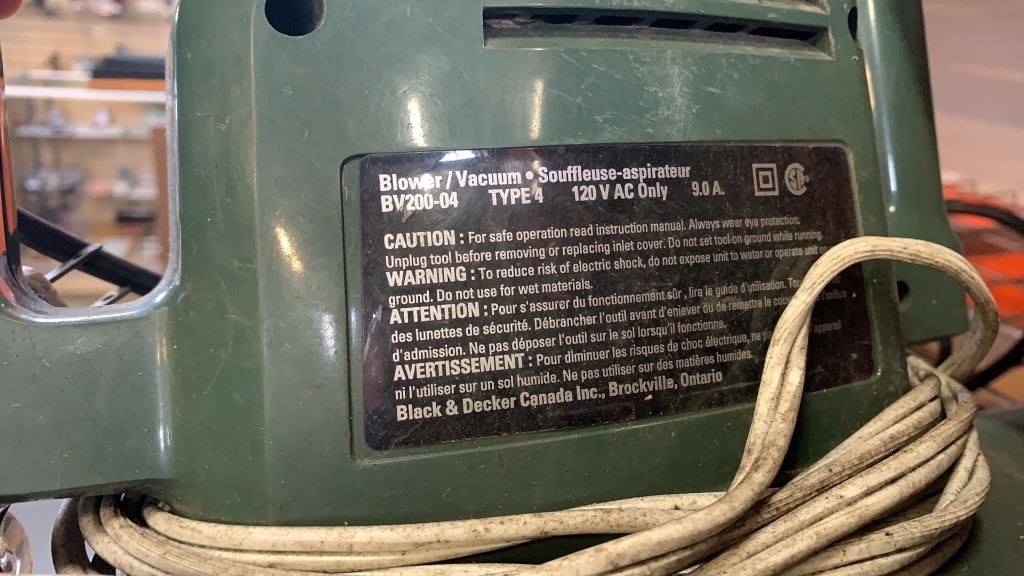 Blower/Vacuum • Souffleuse-aspirateur
BV200-04 TYPE 4 120 V AC Only 9.0 A.
CAUTION : For safe operation read instruction manual. Always wear eye protection.
Unplug tool before removing or replacing inlet cover. Do not set tool on ground while running.
WARNING : To reduce risk of electric shock, do not expose unit to water or operate unit on
ground. Do not use for wet materials.
ATTENTION : Pour s'assurer du fonctionnement sûr, lire le guide d'utilisation.
des lunettes de sécurité. Débrancher l'outil avant d'enlever ou de remettre le
d'admission. Ne pas déposer l'outil sur le sol lorsqu'il fonctionne.
AVERTISSEMENT : Pour diminuer les risques de choc électrique, appareil
ni l'utiliser sur un sol humide. Ne pas utiliser sur des matières humides.
Black & Decker Canada Inc., Brockville, Ontario